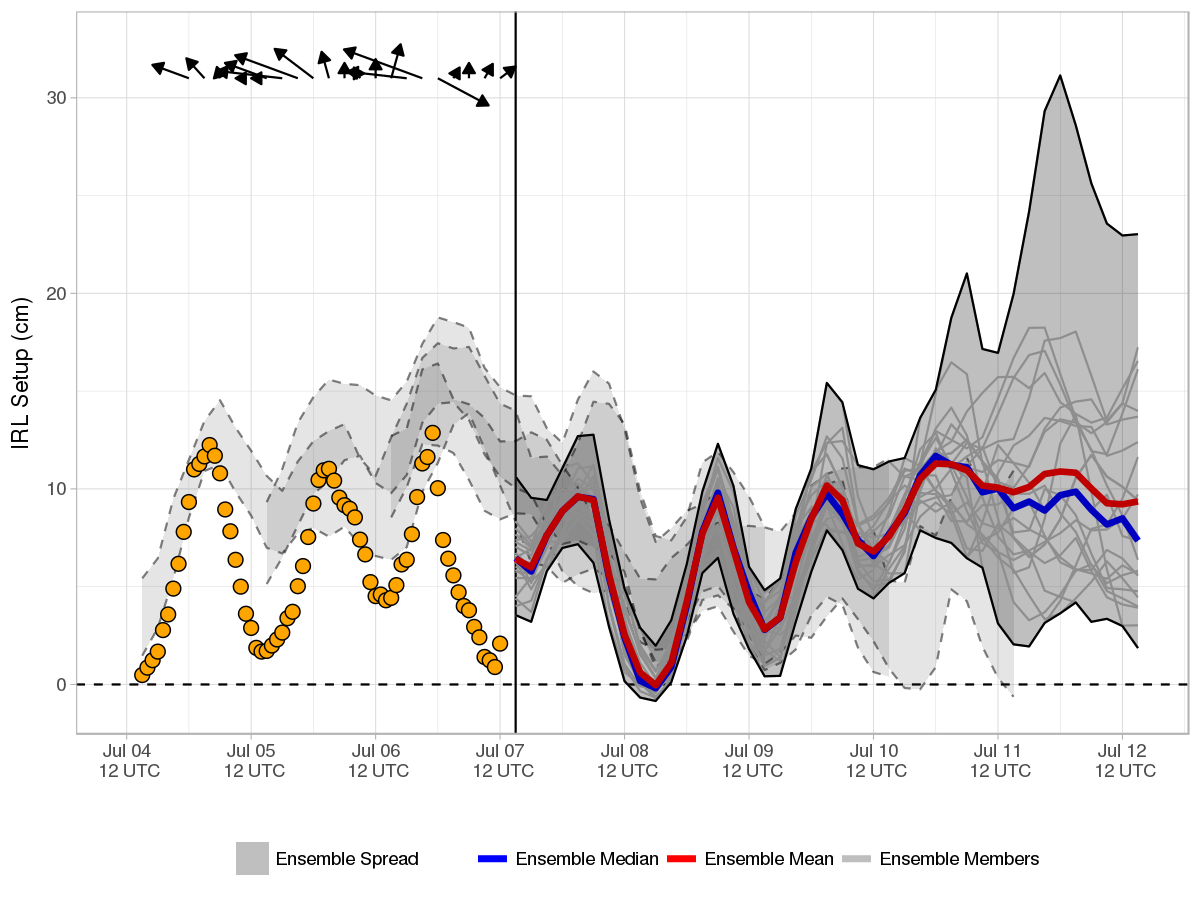 IRL Setup (cm)
30
20
10
0
Jul 04 Jul 05 Jul 06 Jul 07 Jul 08 Jul 09 Jul 10 Jul 11 Jul 12
12 UTC 12 UTC 12 UTC 12 UTC 12 UTC 12 UTC 12 UTC 12 UTC 12 UTC
Ensemble Spread Ensemble Median Ensemble Mean Ensemble Members